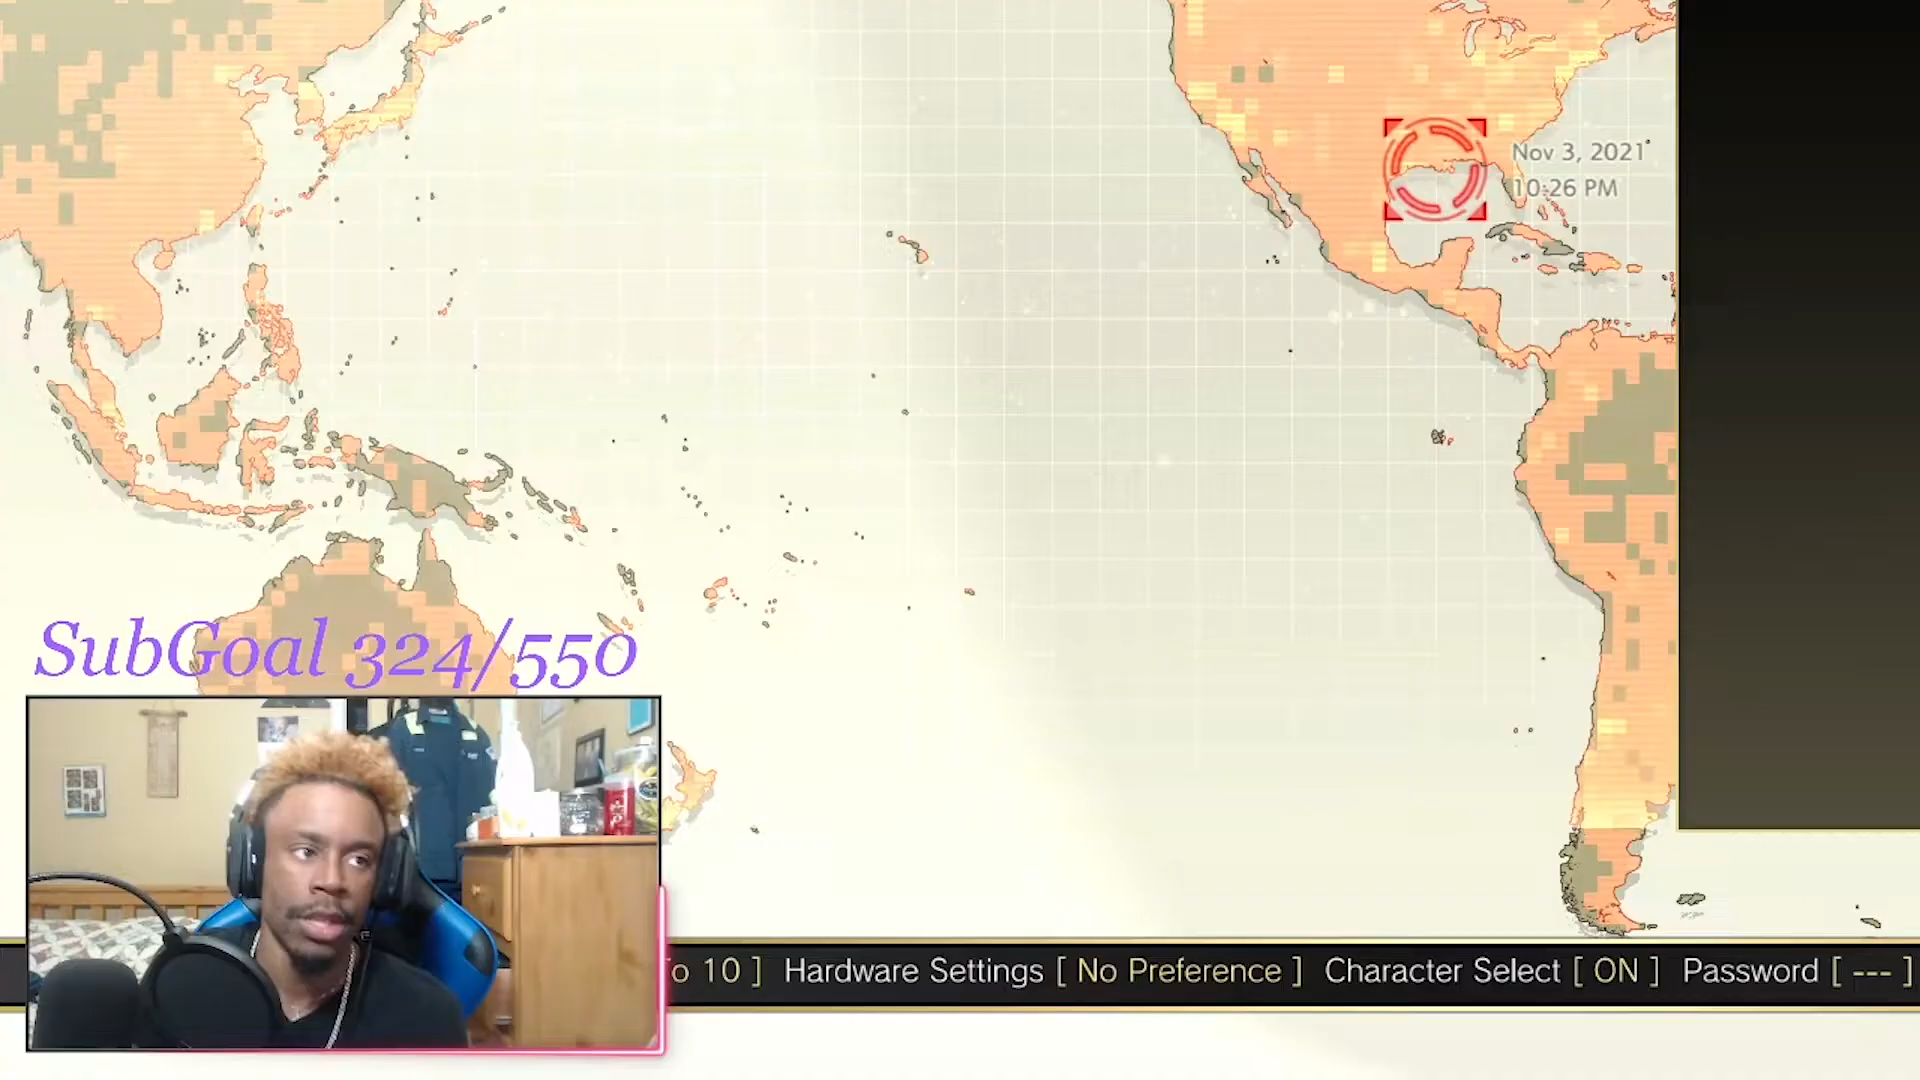 Nov 3, 2021
10:26 PM
SubGoal 324/550
o 10 ] Hardware Settings [ No Preference ] Character Select [ ON ] Password [ --- ]